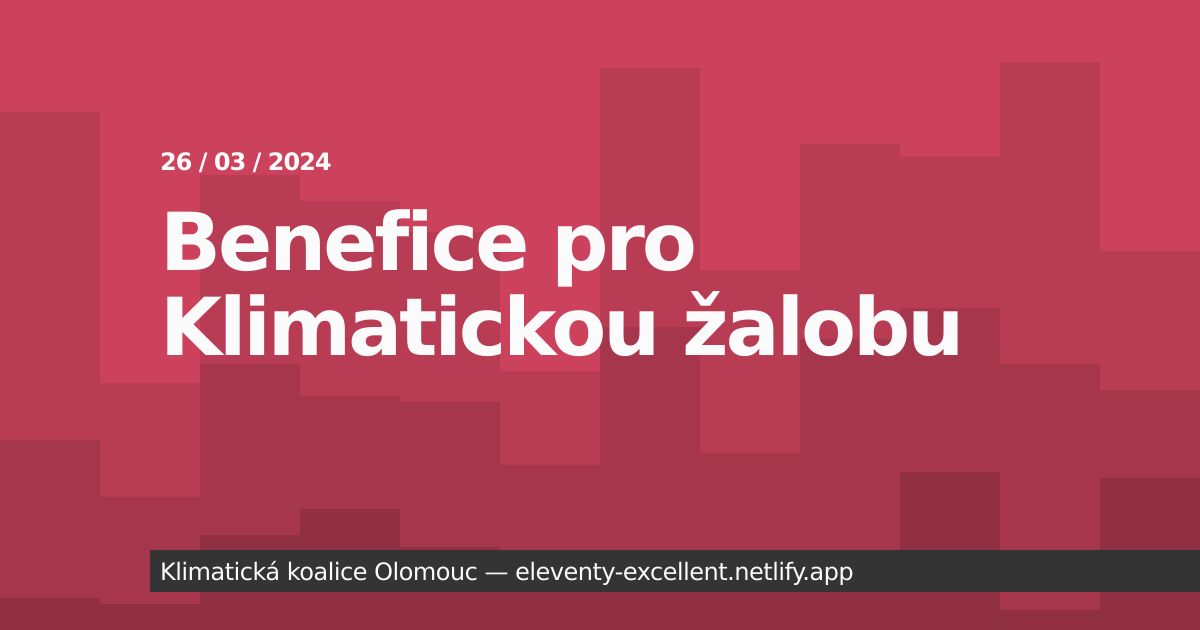 26 / 03 / 2024
Benefice pro
Klimatickou žalobu
Klimatická koalice Olomouc — eleventy-excellent.netlify.app